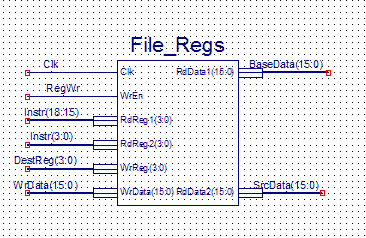 File_Regs
Clk
Clk
RdData1(15:0)
BaseData(15:0)
RegWr
WrEn
Instr(18:15)
RdReg1(3:0)
Instr(3:0)
RdReg2(3:0)
DestReg(3:0)
WrReg(3:0)
WrData(15:0)
WrData(15:0)
RdData2(15:0)
SrcData(15:0)